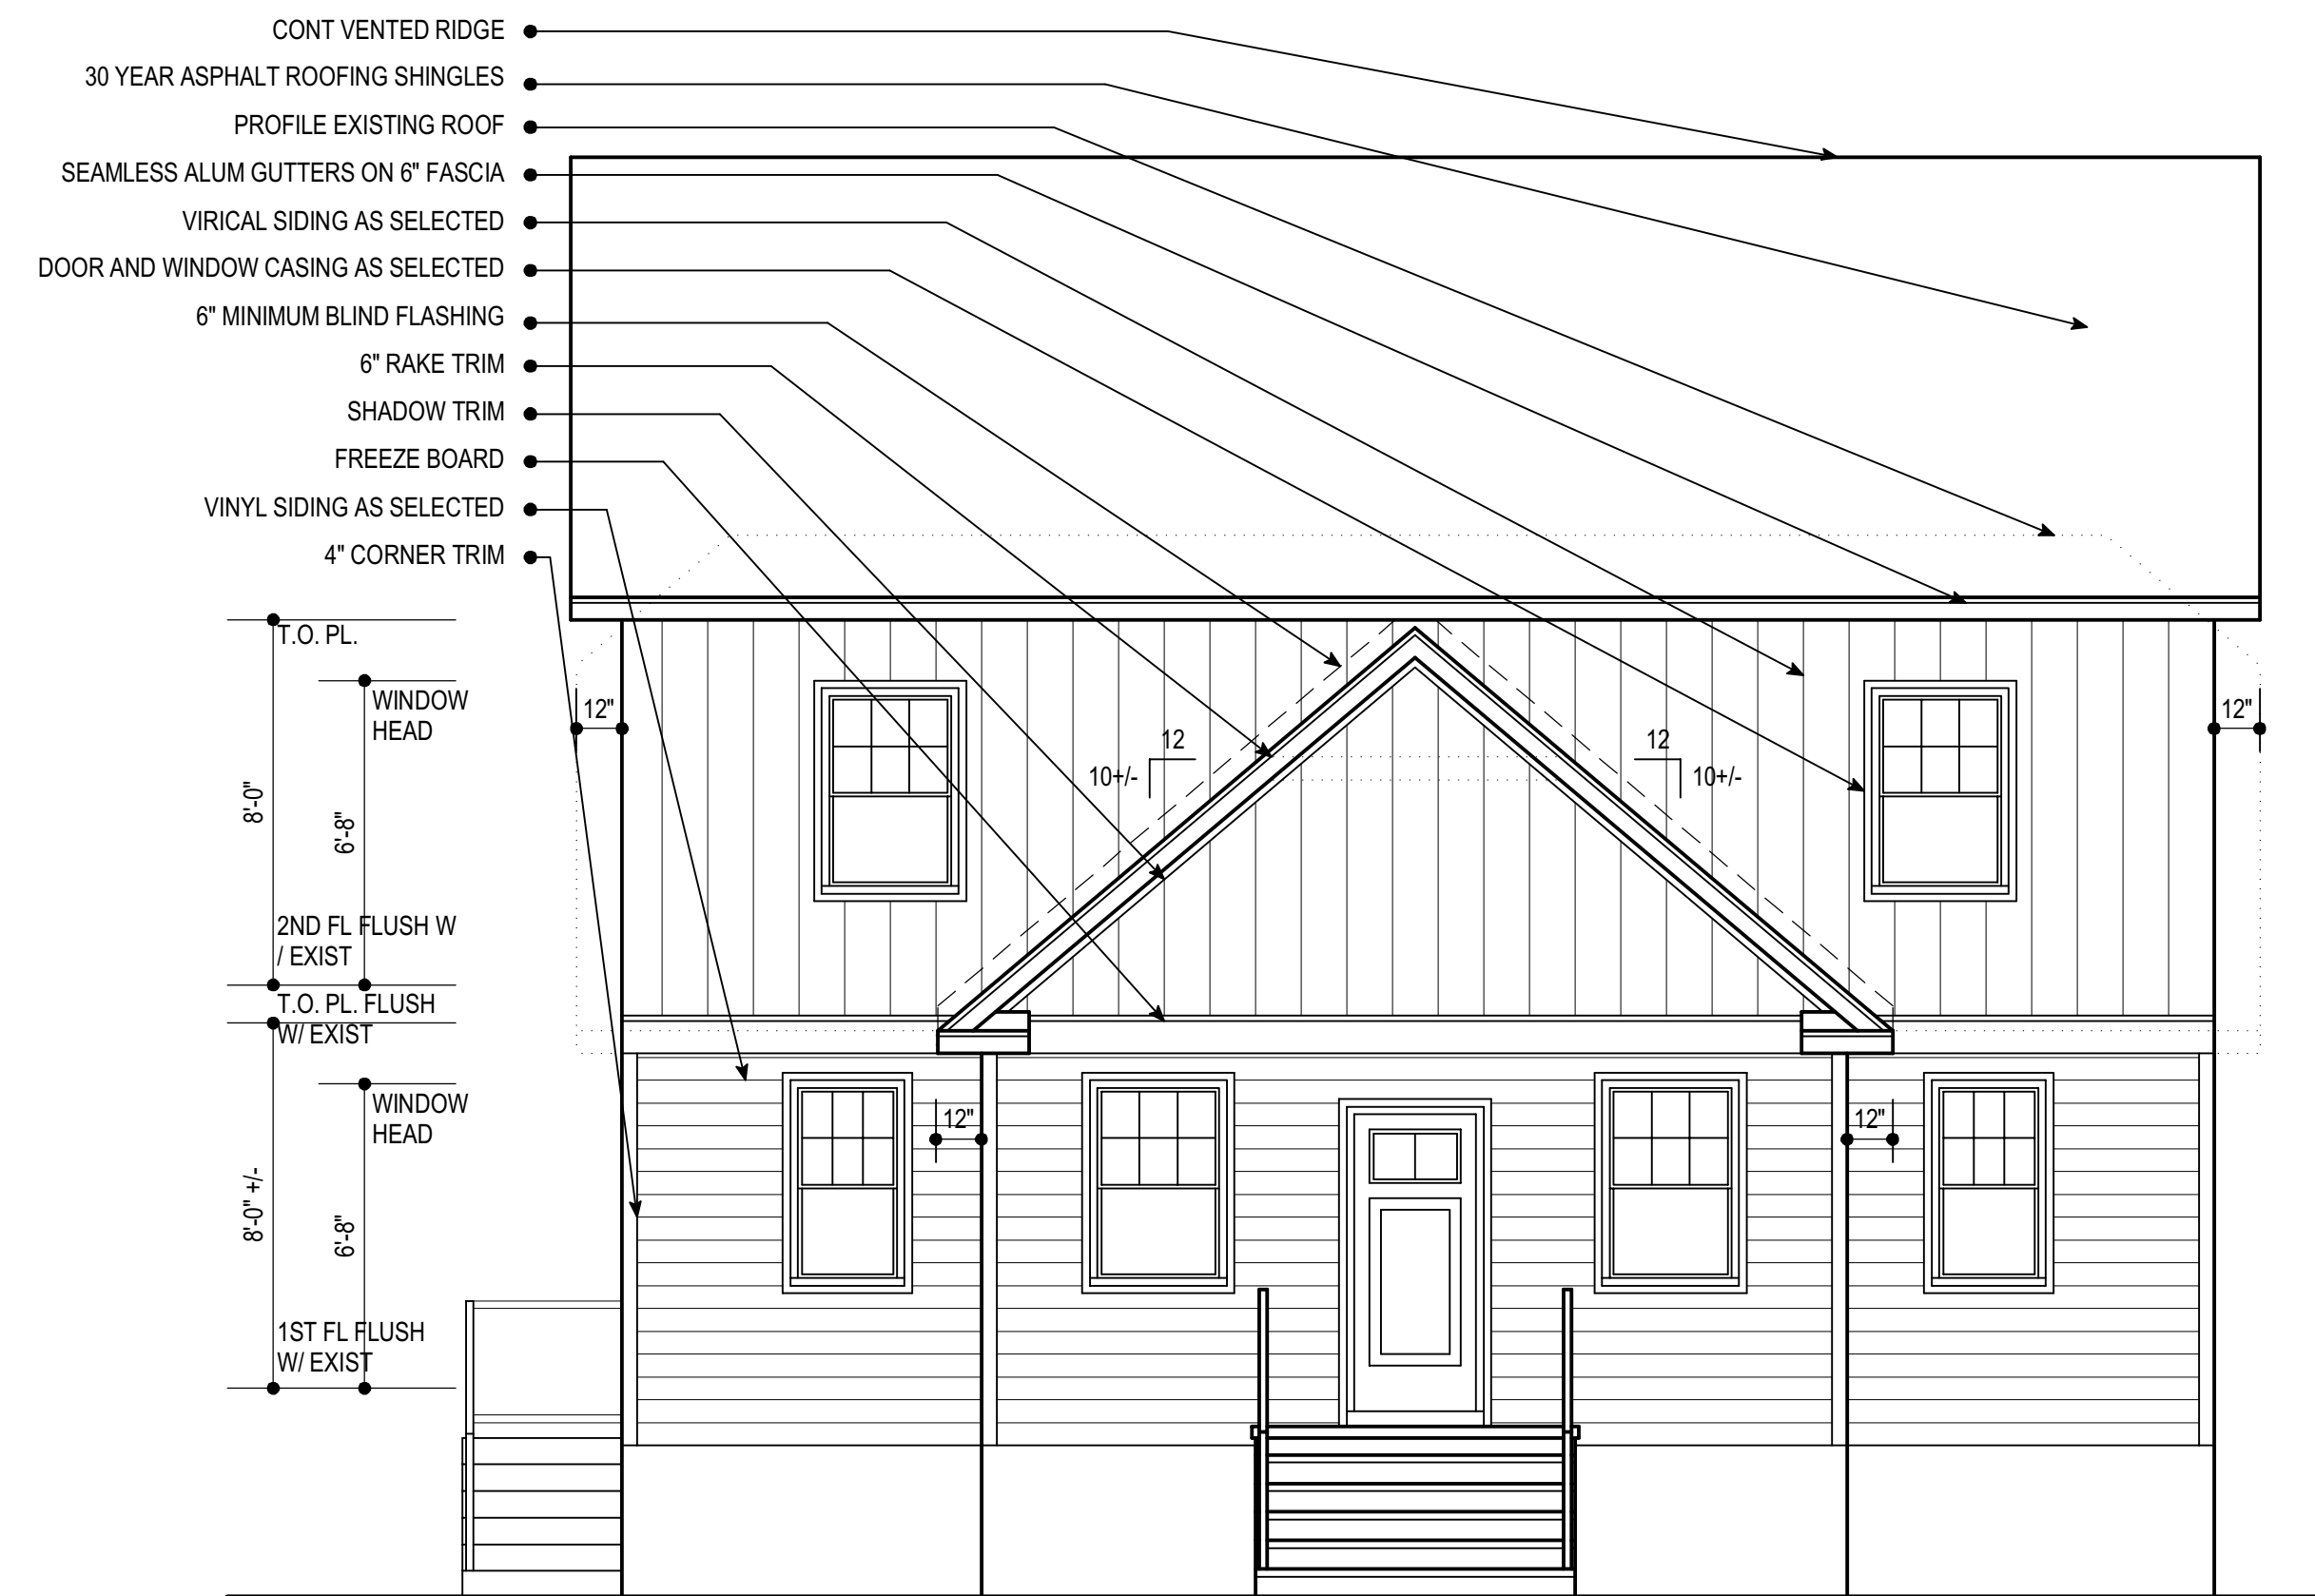 CONT VENTED RIDGE
30 YEAR ASPHALT ROOFING SHINGLES
PROFILE EXISTING ROOF
SEAMLESS ALUM GUTTERS ON 6" FASCIA
VIRICAL SIDING AS SELECTED
DOOR AND WINDOW CASING AS SELECTED
6" MINIMUM BLIND FLASHING
6" RAKE TRIM
SHADOW TRIM
FREEZE BOARD
VINYL SIDING AS SELECTED
4" CORNER TRIM
T.O. PL.
WINDOW
HEAD
8'-0"
6'-8"
2ND FL FLUSH W
/ EXIST
T.O. PL. FLUSH
W/ EXIST
WINDOW
HEAD
8'-0" +/-
6'-8"
1ST FL FLUSH
W/ EXIST
12"
12"
12
10+/-
12
10+/-
12"
12"